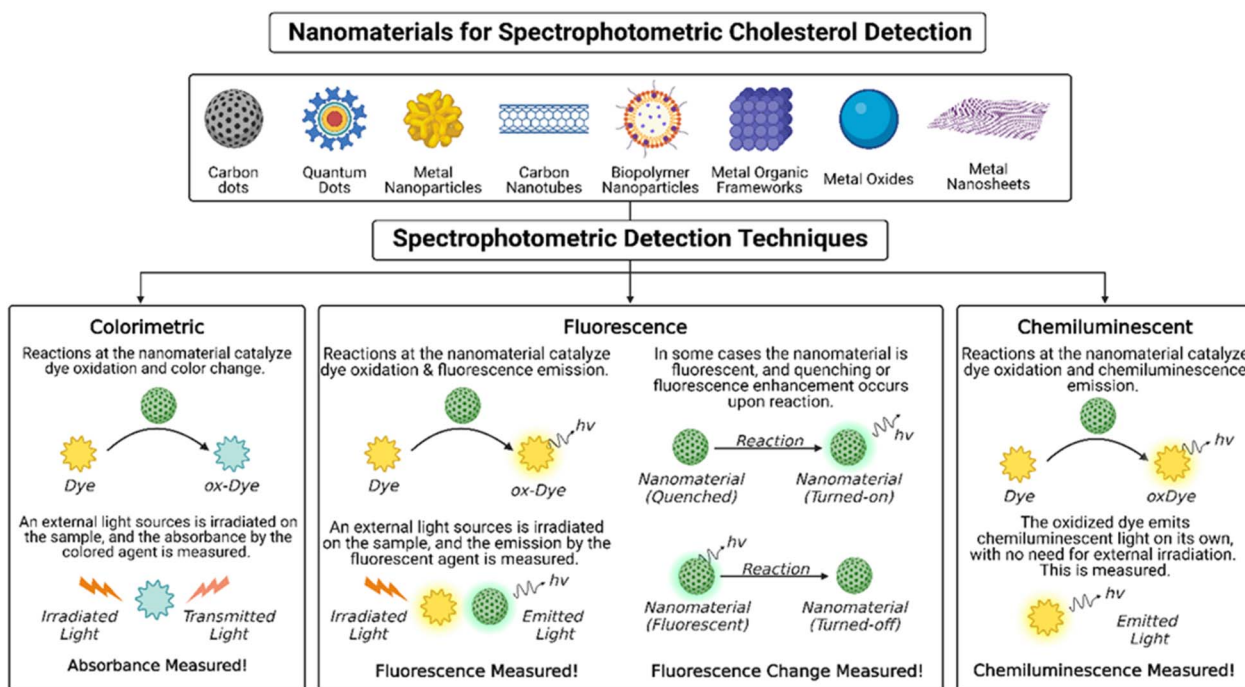 Nanomaterials for Spectrophotometric Cholesterol Detection
Carbon
dots
Quantum
Dots
Metal
Nanoparticles
Carbon
Nanotubes
Biopolymer
Nanoparticles
Metal Organic
Frameworks
Metal Oxides
Metal
Nanosheets
Spectrophotometric Detection Techniques
Colorimetric
Reactions at the nanomaterial catalyze
dye oxidation and color change.
Dye
ox-Dye
An external light sources is irradiated on
the sample, and the absorbance by the
colored agent is measured.
Irradiated
Light
Transmitted
Light
Absorbance Measured!
Fluorescence
Reactions at the nanomaterial catalyze
dye oxidation & fluorescence emission.
hv
Dye
ox-Dye
An external light sources is irradiated
on the sample, and the emission by the
fluorescent agent is measured.
hv
Irradiated
Light
Emitted
Light
Fluorescence Measured!
In some cases the nanomaterial is
fluorescent, and quenching or
fluorescence enhancement occurs
upon reaction.
Reaction
hv
Nanomaterial
(Quenched)
Nanomaterial
(Turned-on)
hv
Reaction
Nanomaterial
(Fluorescent)
Nanomaterial
(Turned-off)
Fluorescence Change Measured!
Chemiluminescent
Reactions at the nanomaterial catalyze
dye oxidation and chemiluminescence
emission.
hv
Dye
oxDye
The oxidized dye emits
chemiluminescent light on its own,
with no need for external irradiation.
This is measured.
hv
Emitted
Light
Chemiluminescence Measured!